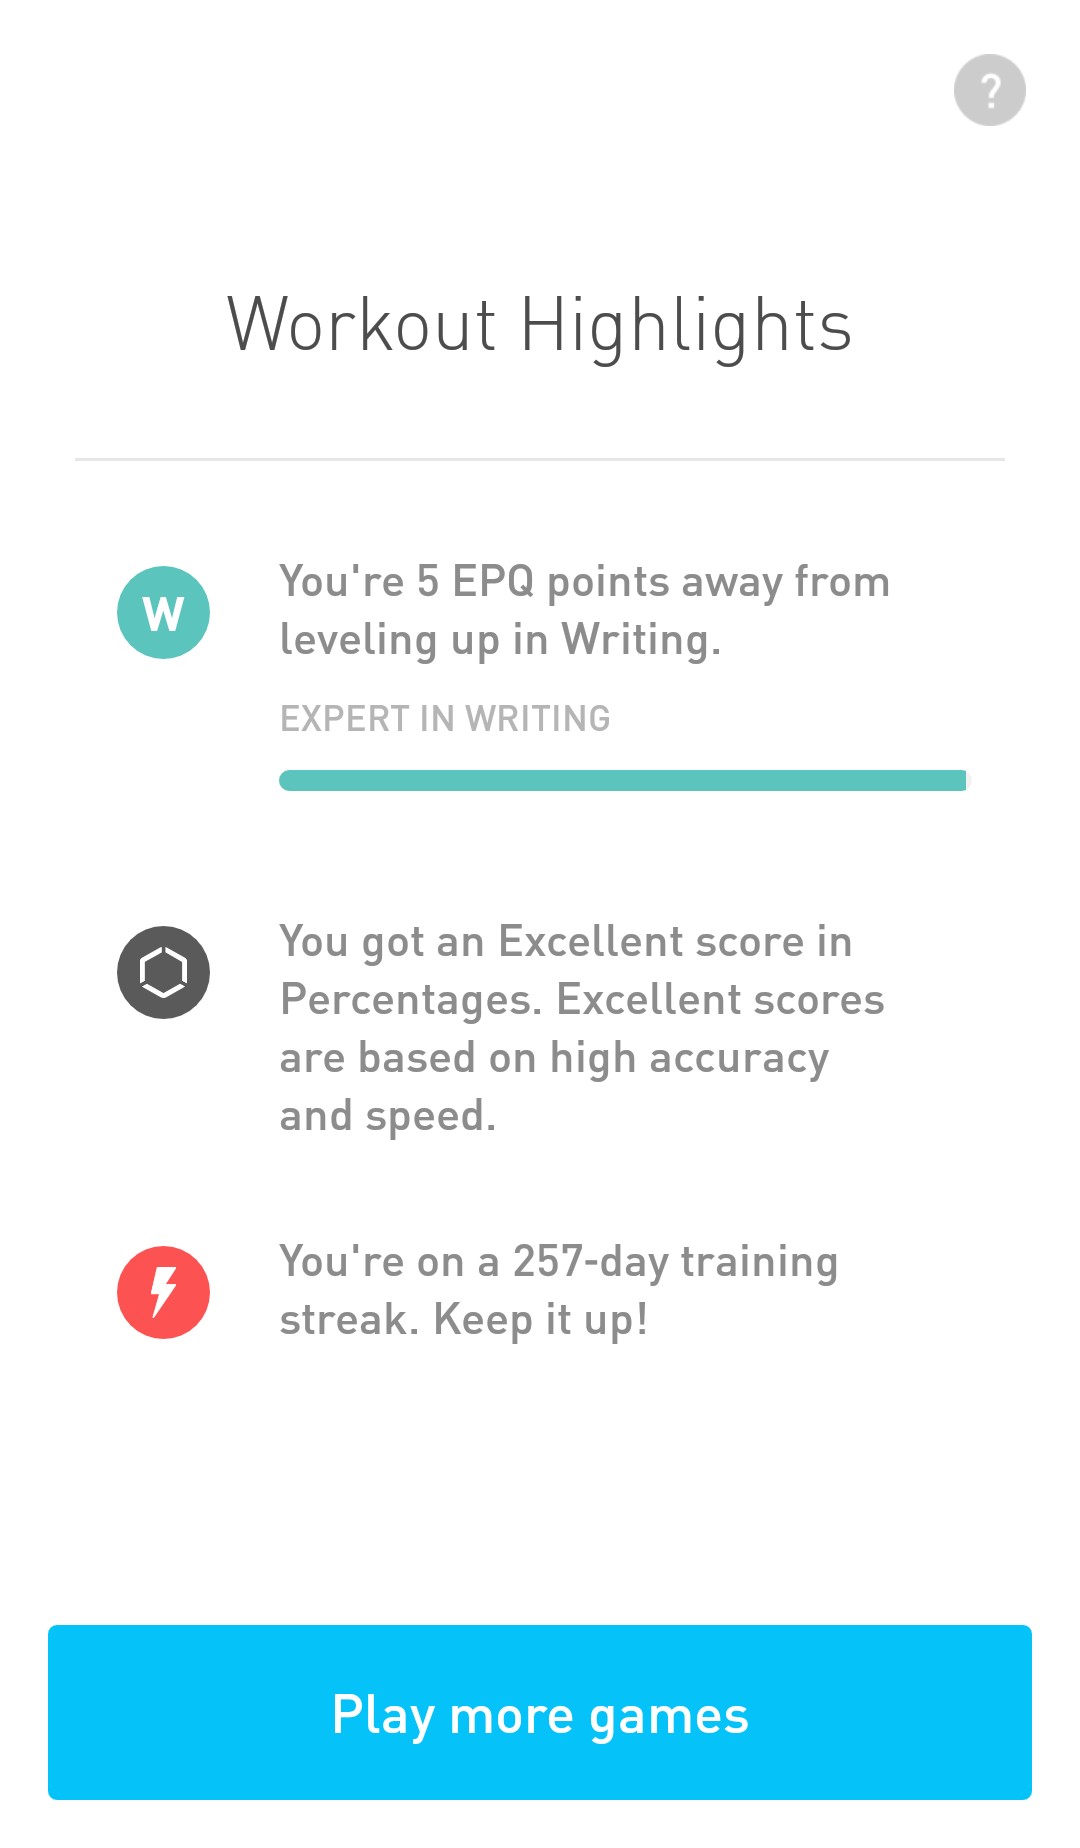 ?
Workout Highlights
W
You're 5 EPQ points away from
leveling up in Writing.
EXPERT IN WRITING
You got an Excellent score in
Percentages. Excellent scores
are based on high accuracy
and speed.
You're on a 257-day training
streak. Keep it up!
Play more games